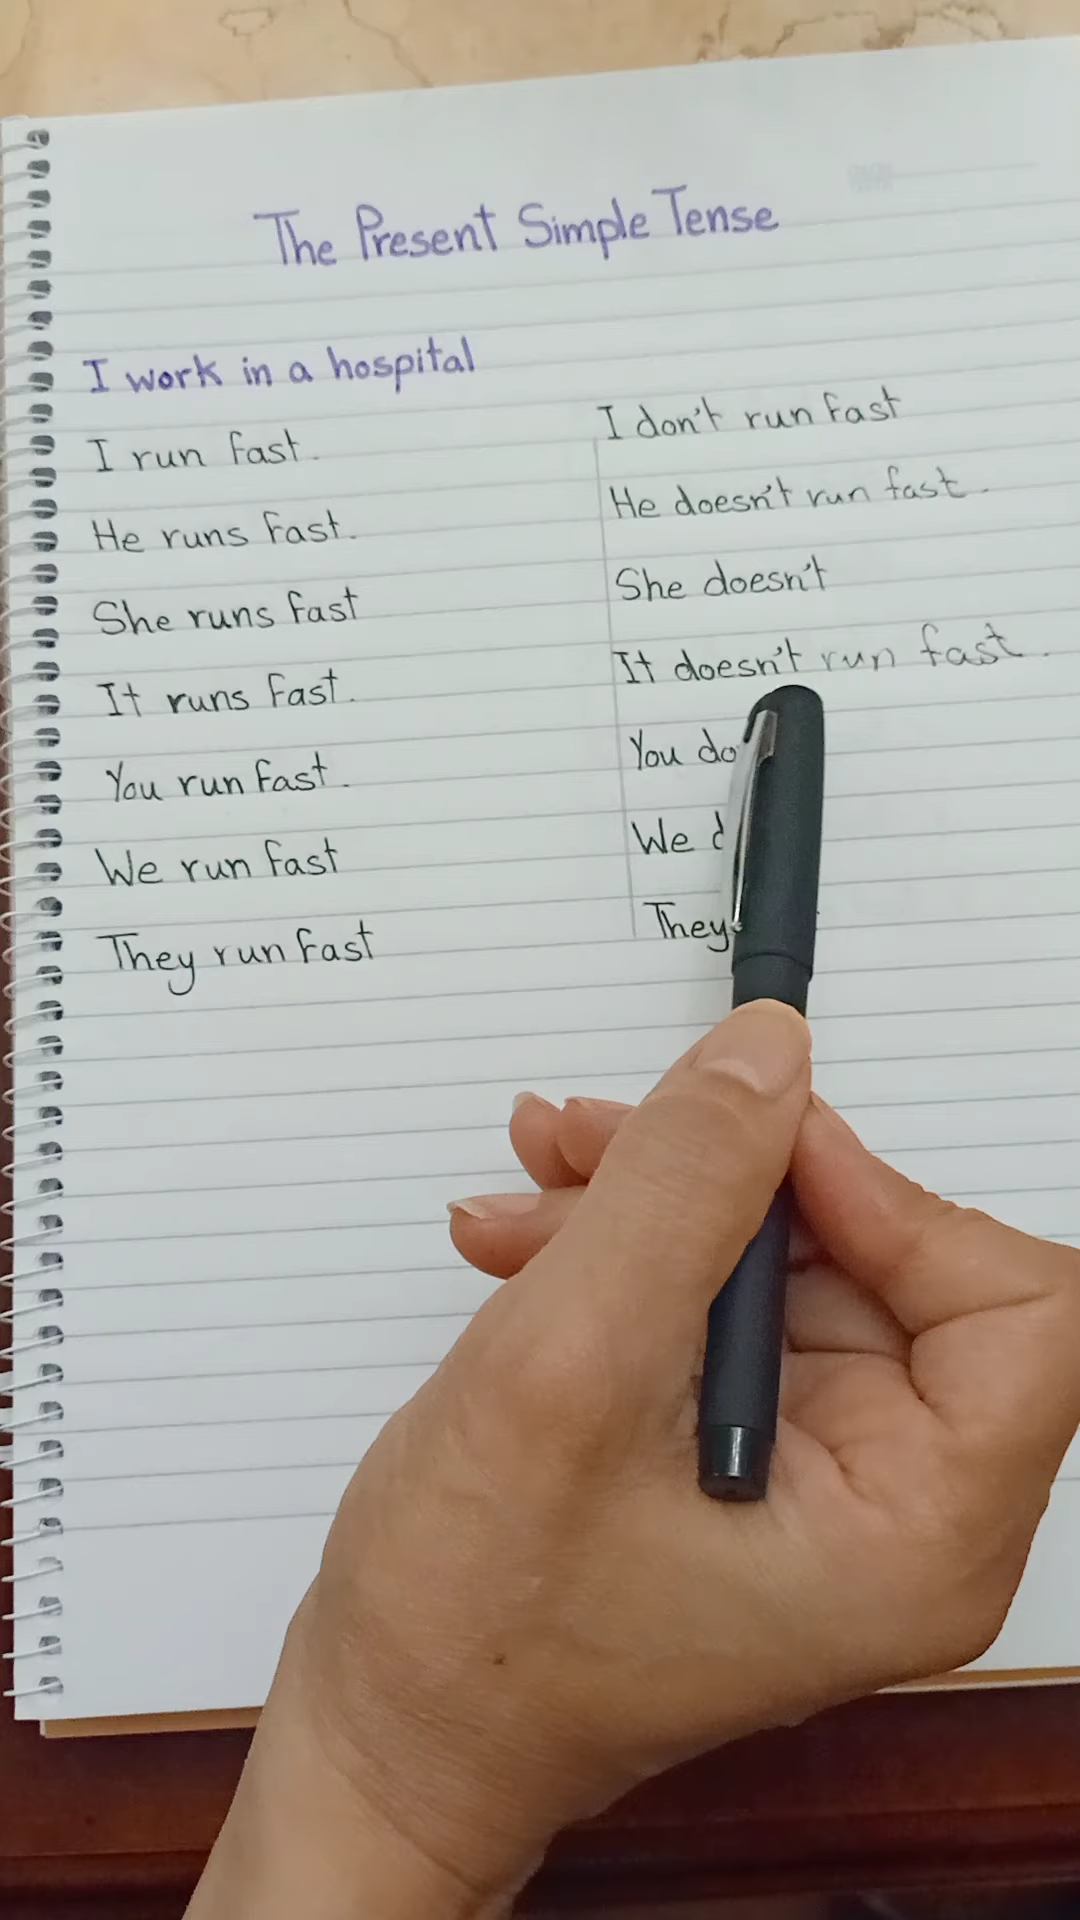 The Present Simple Tense
I work in a hospital
I run fast.
He runs fast.
She runs fast
It runs fast.
You run fast.
We run fast
They run fast
I don't run fast
He doesn't run fast.
She doesn't
It doesn't run fast.
You
We
They